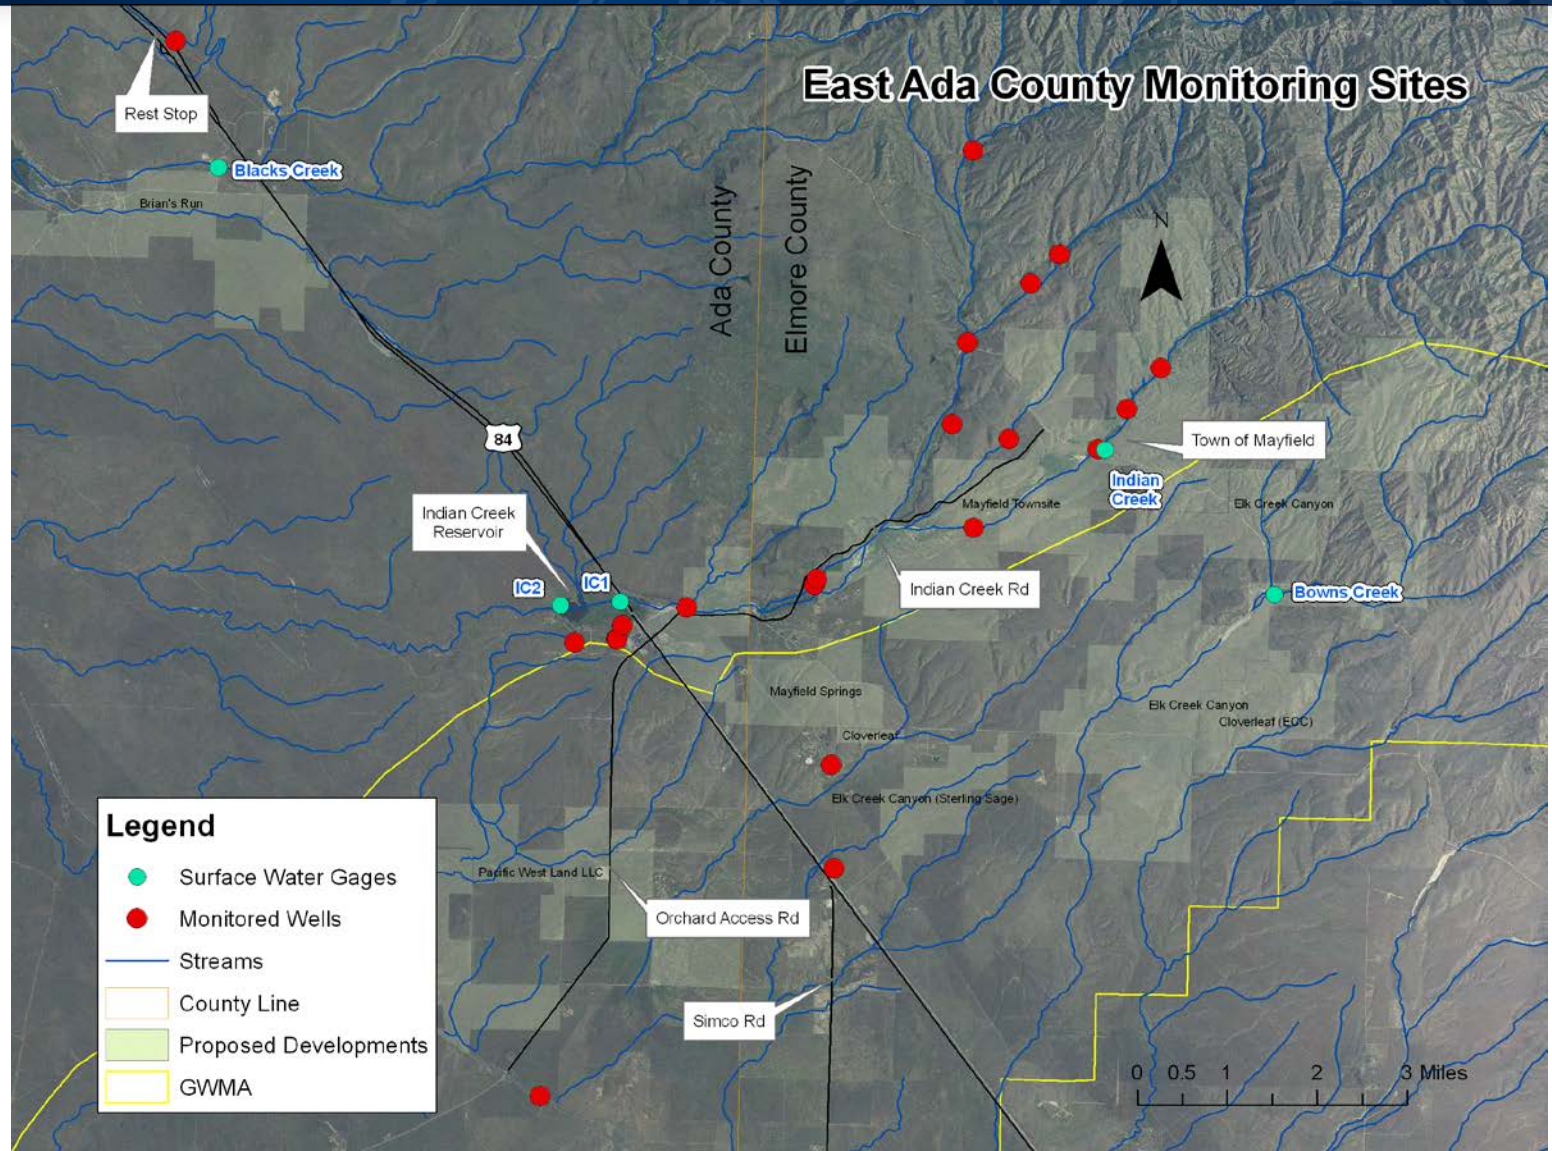 East Ada County Monitoring Sites
Rest Stop
Blacks Creek
Brian's Run
Ada County
Elmore County
N
84
Town of Mayfield
Indian
Creek
Elk Creek Canyon
Mayfield Townsite
Indian Creek
Reservoir
IC2
IC1
Indian Creek Rd
Bowns Creek
Mayfield Springs
Elk Creek Canyon
Cloverleaf (ECC)
Cloverleaf
Elk Creek Canyon (Sterling Sage)
Pacific West Land LLC
Orchard Access Rd
Simco Rd
Legend
Surface Water Gages
Monitored Wells
Streams
County Line
Proposed Developments
GWMA
0 0.5 1 2 3 Miles